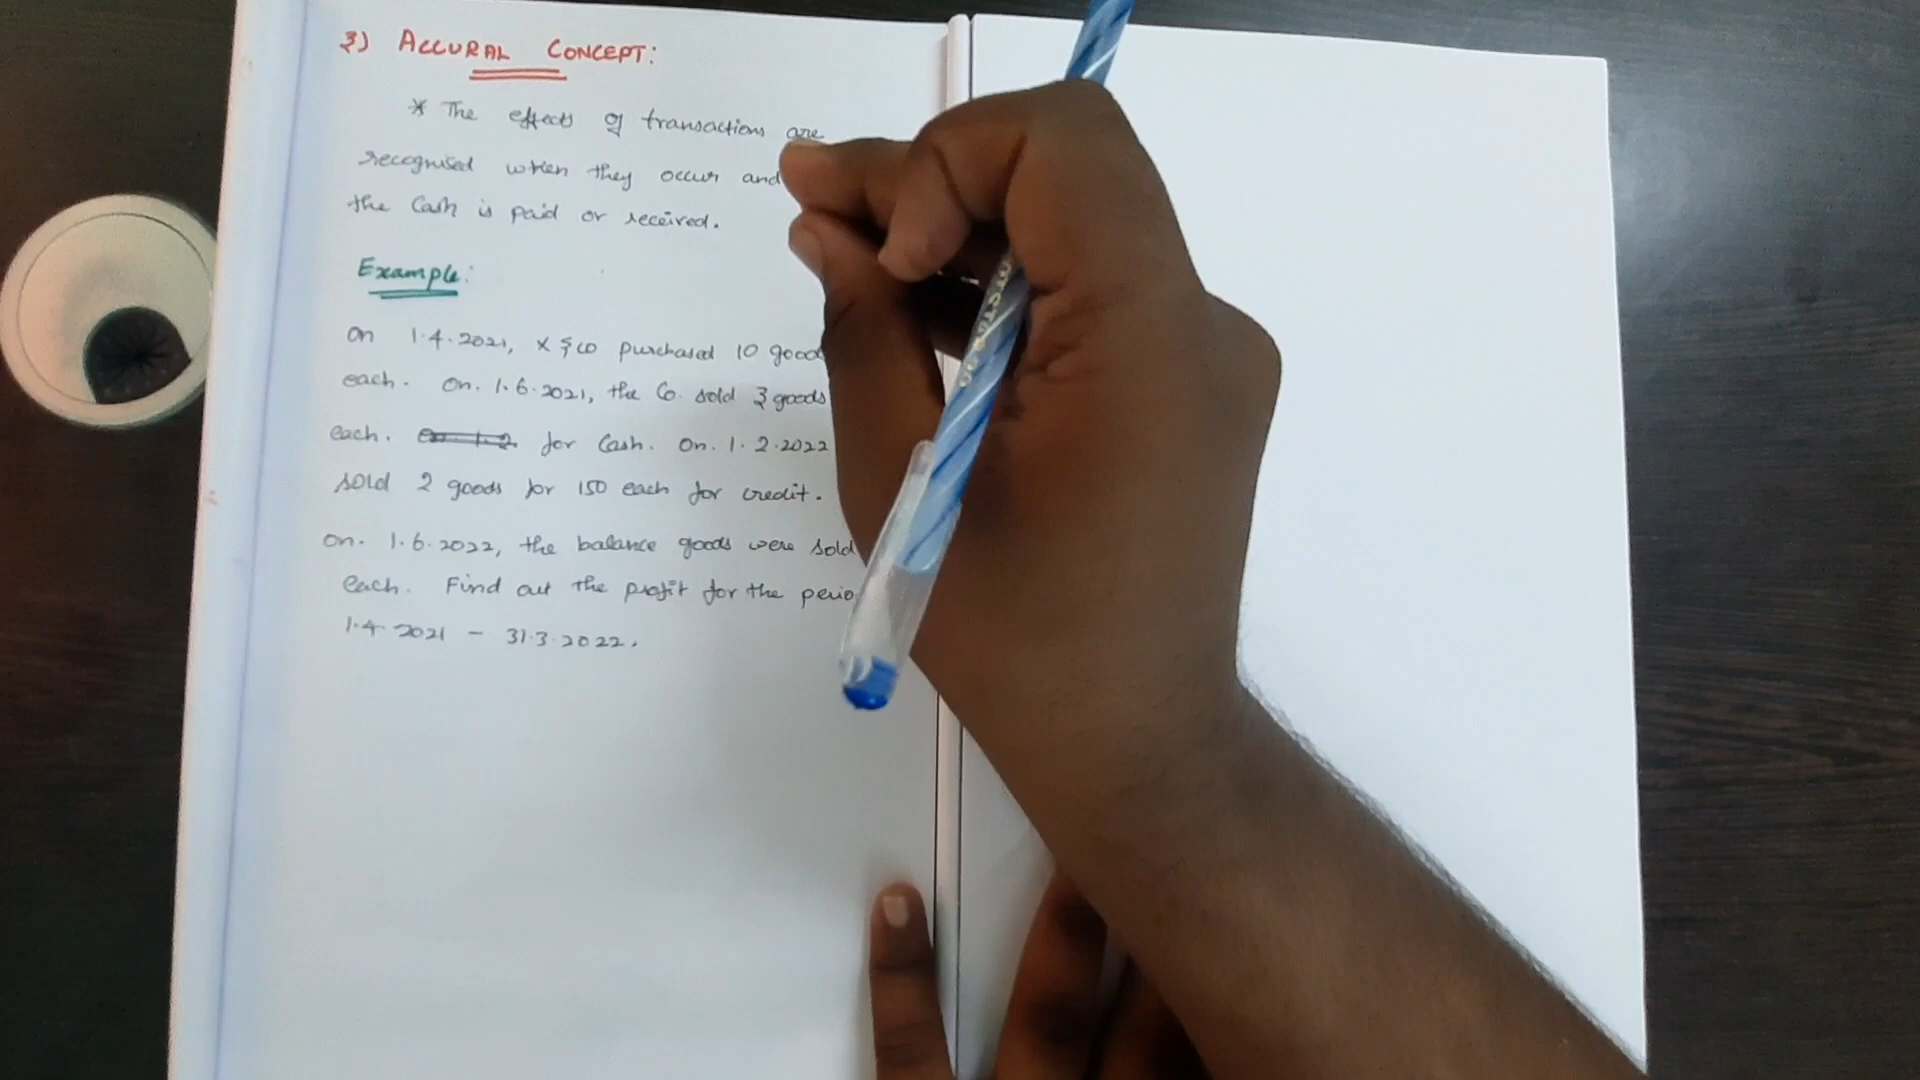 3) ACCURAL CONCEPT:
* The effects of transactions are
recognised when they occur and
the Cash is paid or received.
Example:
On 1.4.2021, X & Co purchased 10 good
each. On. 1.6.2021, the Co. sold 3 goods
each. for Cash. On. 1.2.2022
sold 2 goods for 150 each for credit.
On. 1.6.2022, the balance goods were sold
each. Find out the profit for the perio
1.4.2021 - 31.3.2022.